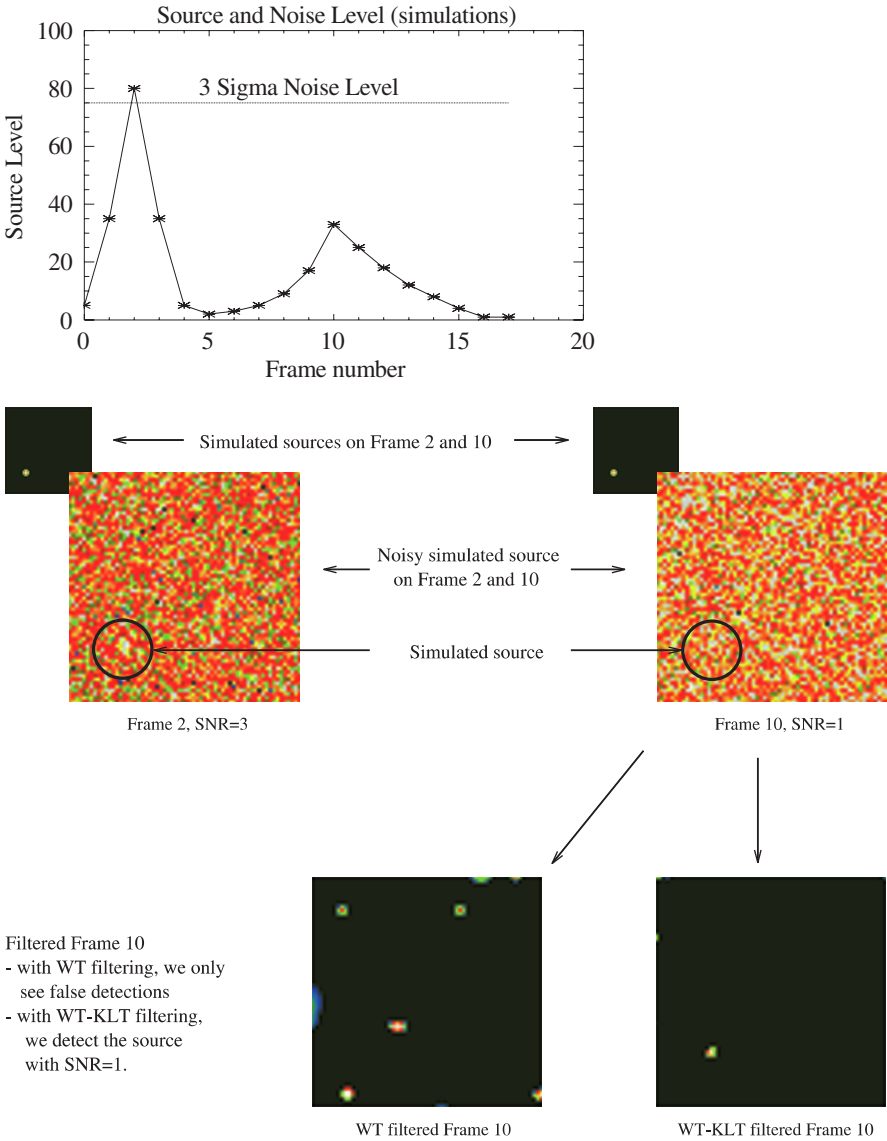 Source and Noise Level (simulations)
100
80
60
40
20
0
Source Level
3 Sigma Noise Level
0 5 10 15 20
Frame number
Simulated sources on Frame 2 and 10
Noisy simulated source
on Frame 2 and 10
Simulated source
Frame 2, SNR=3
Frame 10, SNR=1
Filtered Frame 10
- with WT filtering, we only
see false detections
- with WT-KLT filtering,
we detect the source
with SNR=1.
WT filtered Frame 10
WT-KLT filtered Frame 10